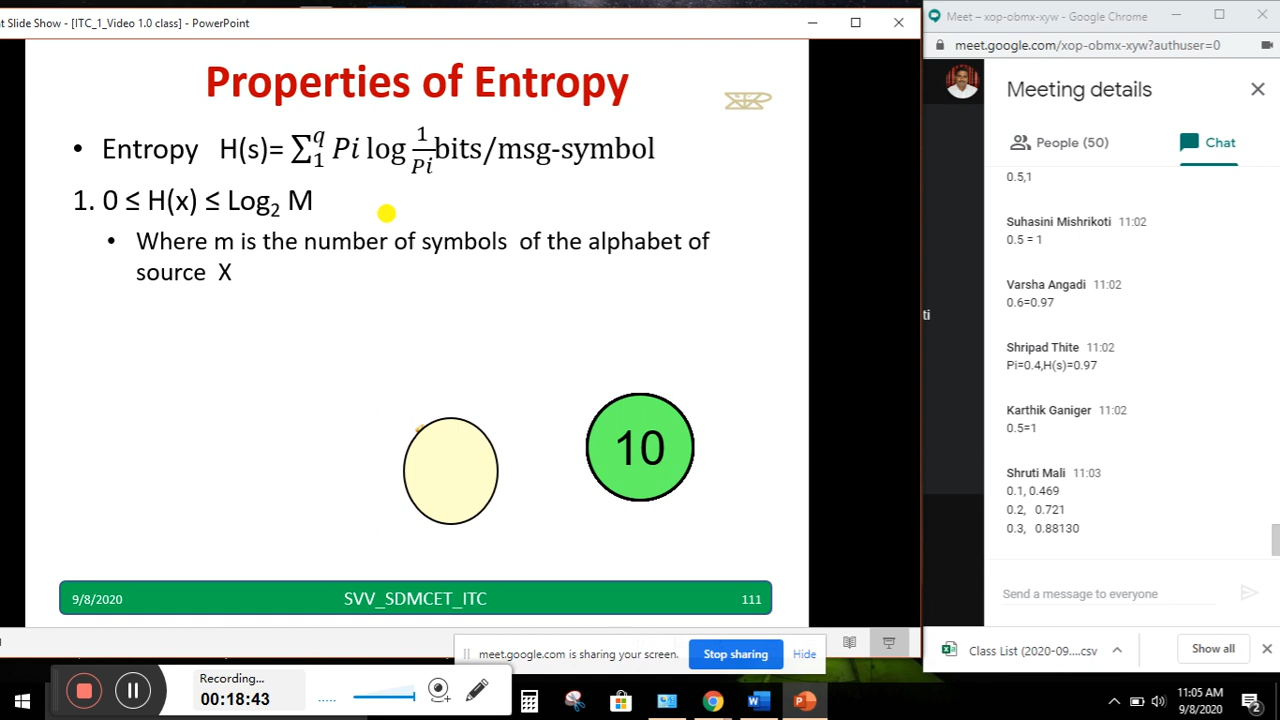 t Slide Show - [ITC_1_Video 1.0 class] - PowerPoint
Properties of Entropy
• Entropy H(s)= ∑₁^q Pi log 1/Pi bits/msg-symbol
1. 0 ≤ H(x) ≤ Log₂ M
• Where m is the number of symbols of the alphabet of
source X
10
9/8/2020 SVV_SDMCET_ITC 111
meet.google.com is sharing your screen. Stop sharing Hide
Recording...
00:18:43
Meet – xop-obmx-xyw - Google Chrome
meet.google.com/xop-obmx-xyw?authuser=0
Meeting details
People (50) Chat
0.5,1
Suhasini Mishrikoti 11:02
0.5 = 1
Varsha Angadi 11:02
0.6=0.97
ti
Shripad Thite 11:02
Pi=0.4,H(s)=0.97
Karthik Ganiger 11:02
0.5=1
Shruti Mali 11:03
0.1, 0.469
0.2, 0.721
0.3, 0.88130
Send a message to everyone
Class List (2020-09....csv Show all
11:05 AM
9/8/2020
2